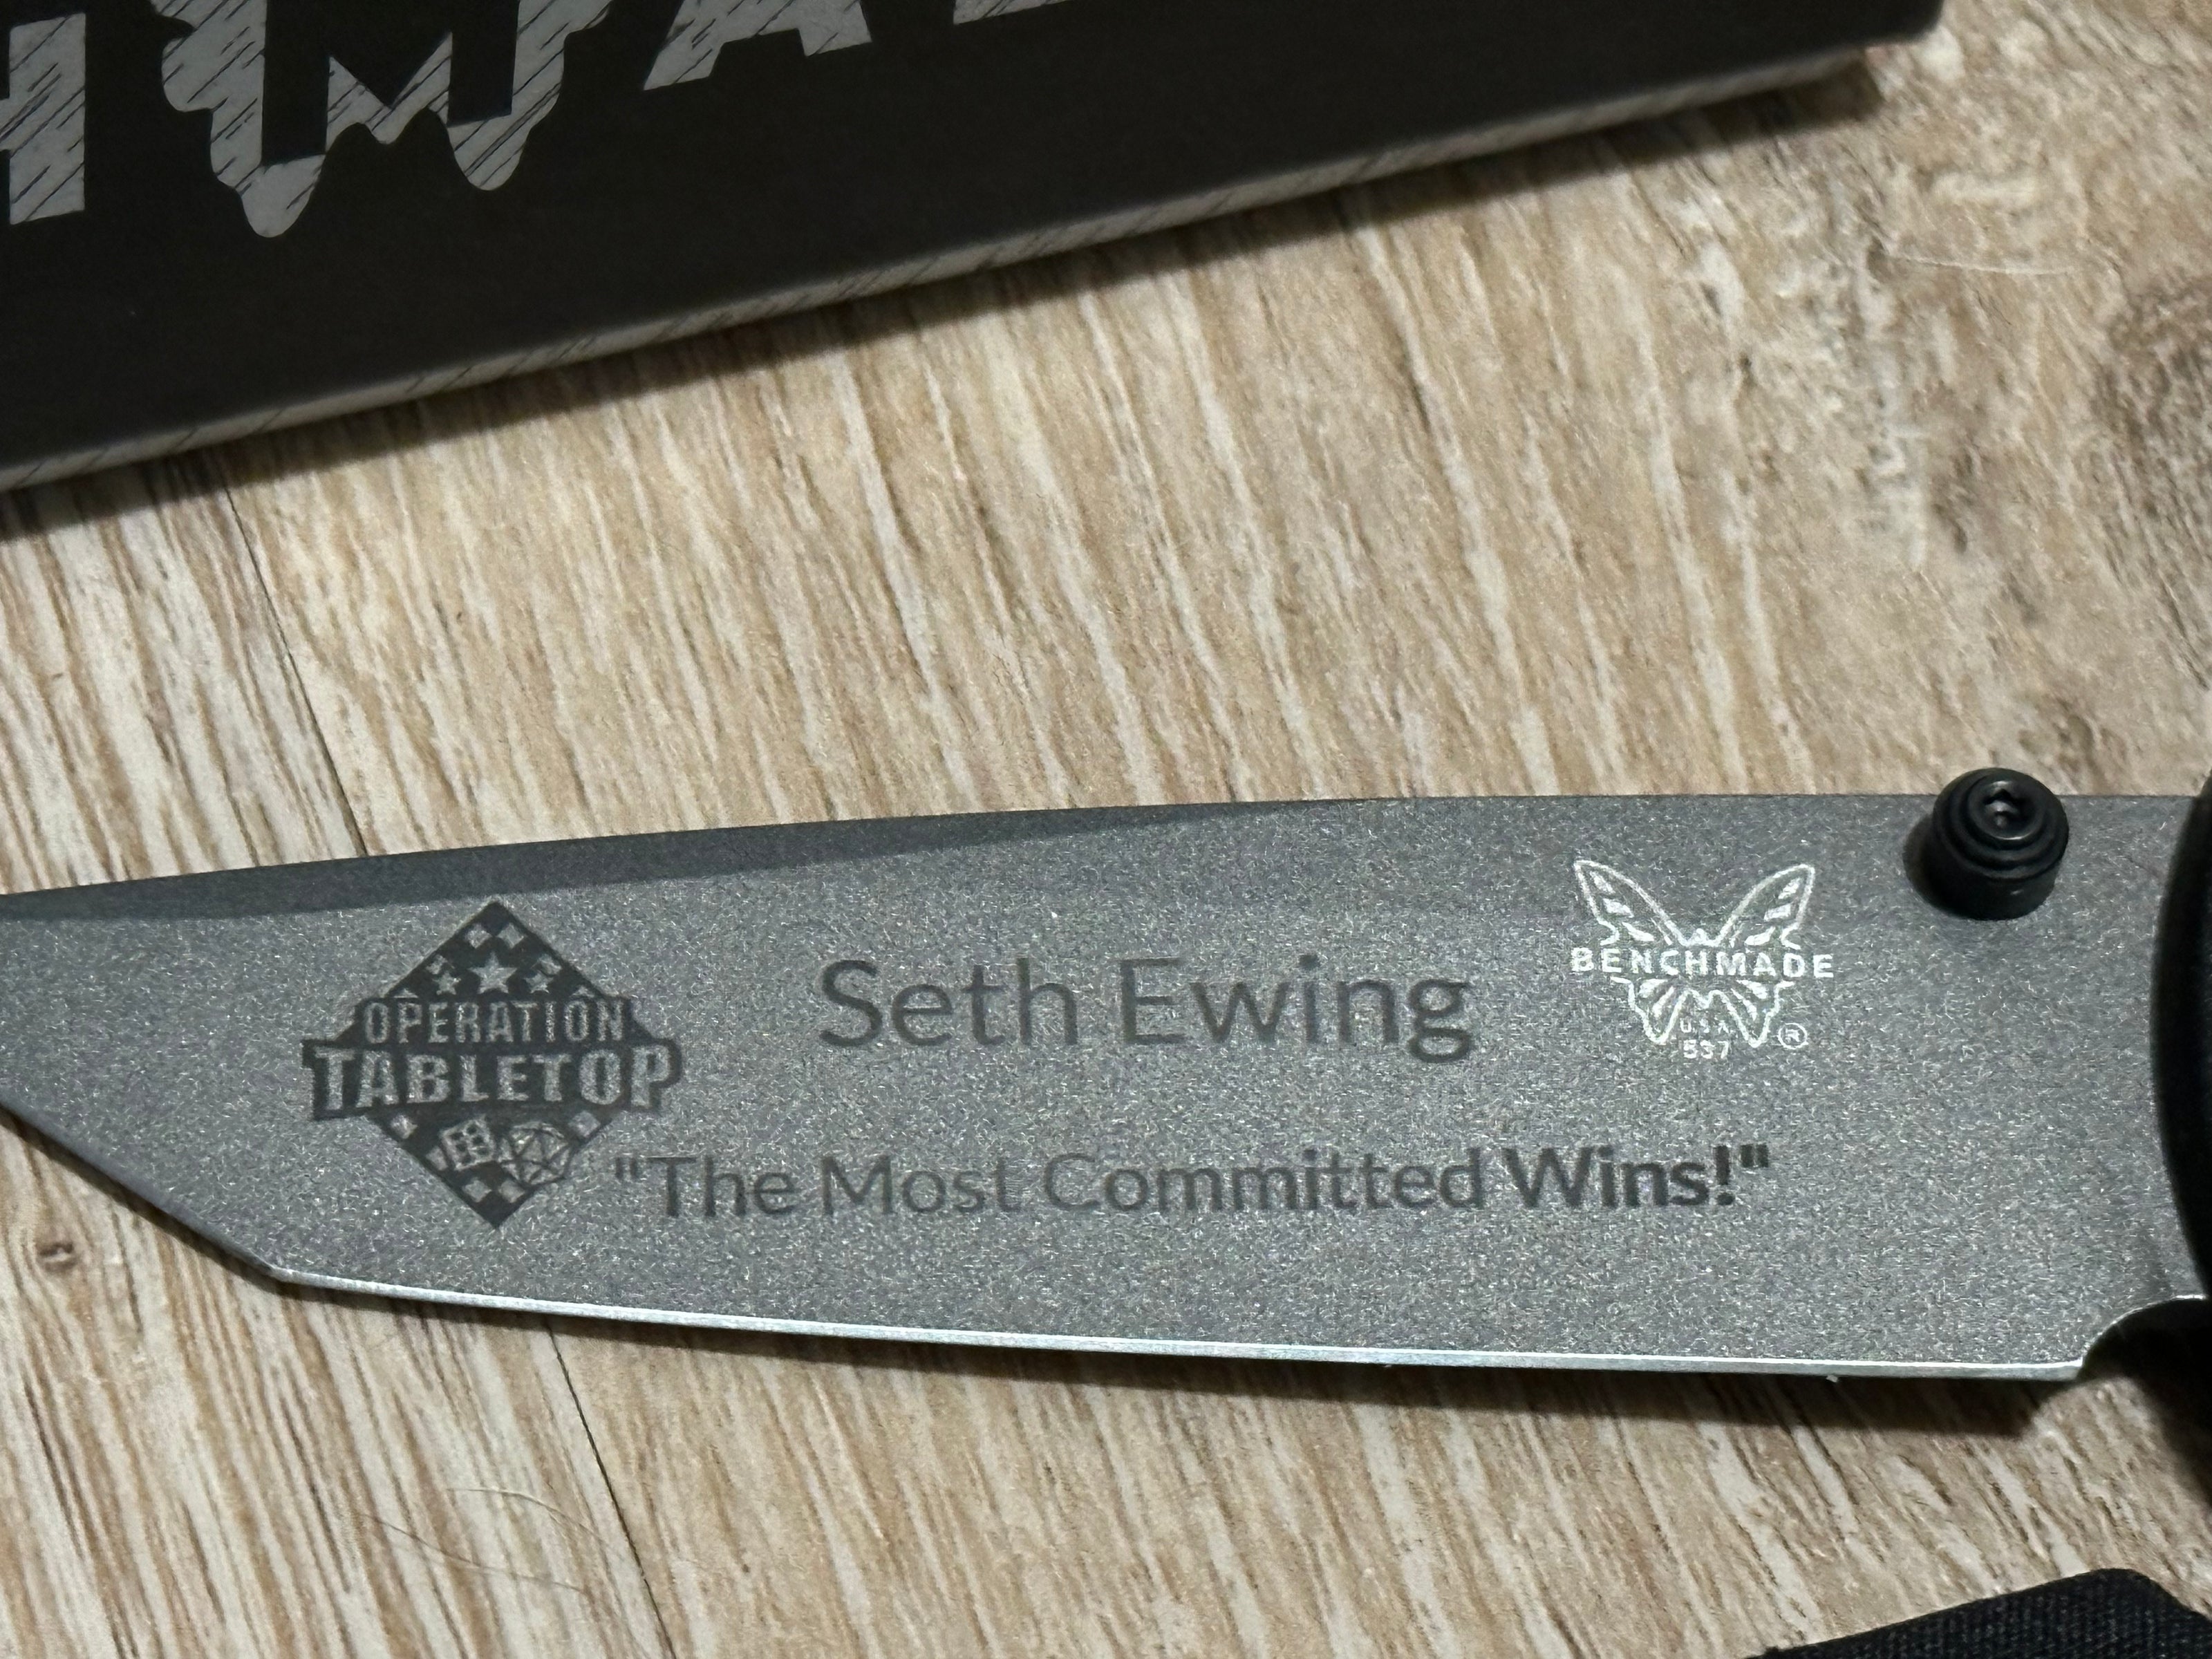 OPERATION
TABLETOP
Seth Ewing
"The Most Committed Wins!"
BENCHMADE
U.S.A.
®
537